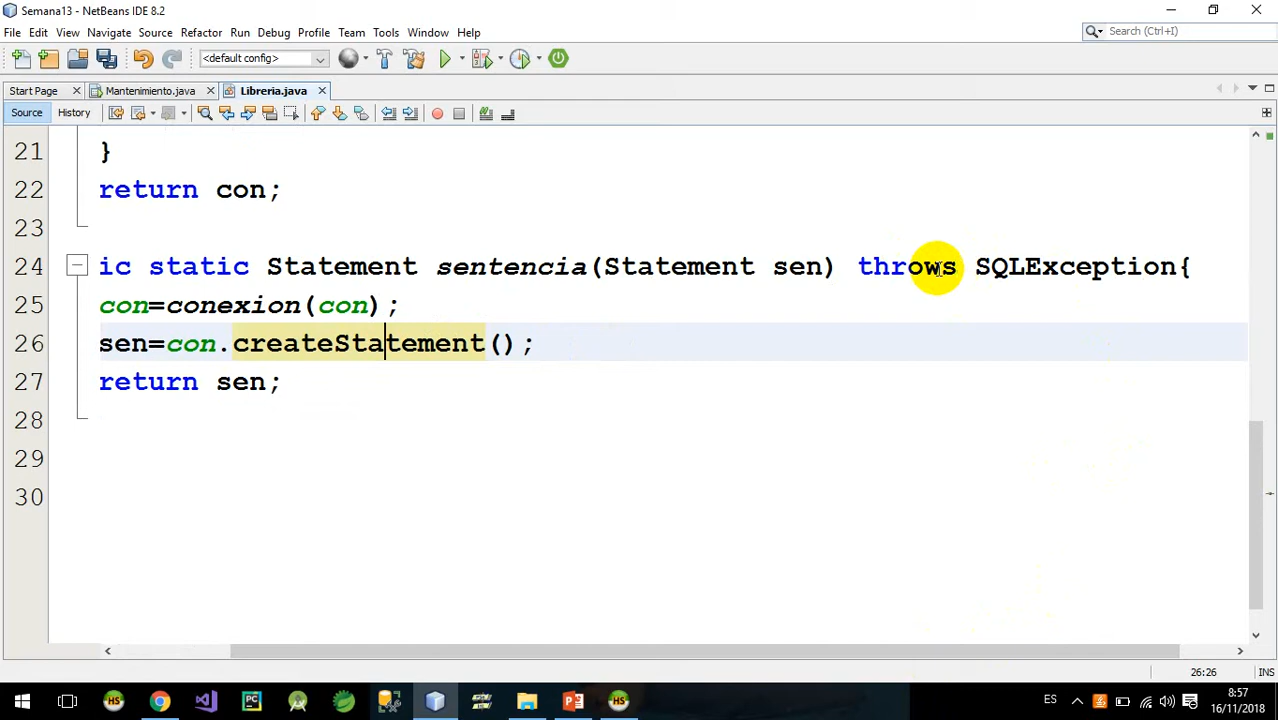 Semana13 - NetBeans IDE 8.2
File Edit View Navigate Source Refactor Run Debug Profile Team Tools Window Help
Search (Ctrl+I)
<default config>
Start Page Mantenimiento.java Libreria.java
Source History
21 }
22 return con;
23
24 ic static Statement sentencia(Statement sen) throws SQLException{
25 con=conexion(con);
26 sen=con.createStatement();
27 return sen;
28
29
30
26:26 INS
ES 8:57
16/11/2018